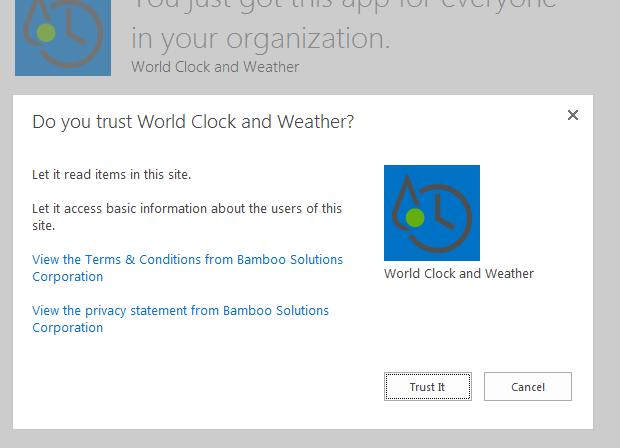 You just got this app for everyone
in your organization.
World Clock and Weather
Do you trust World Clock and Weather?
Let it read items in this site.
Let it access basic information about the users of this
site.
View the Terms & Conditions from Bamboo Solutions
Corporation
View the privacy statement from Bamboo Solutions
Corporation
World Clock and Weather
Trust It
Cancel